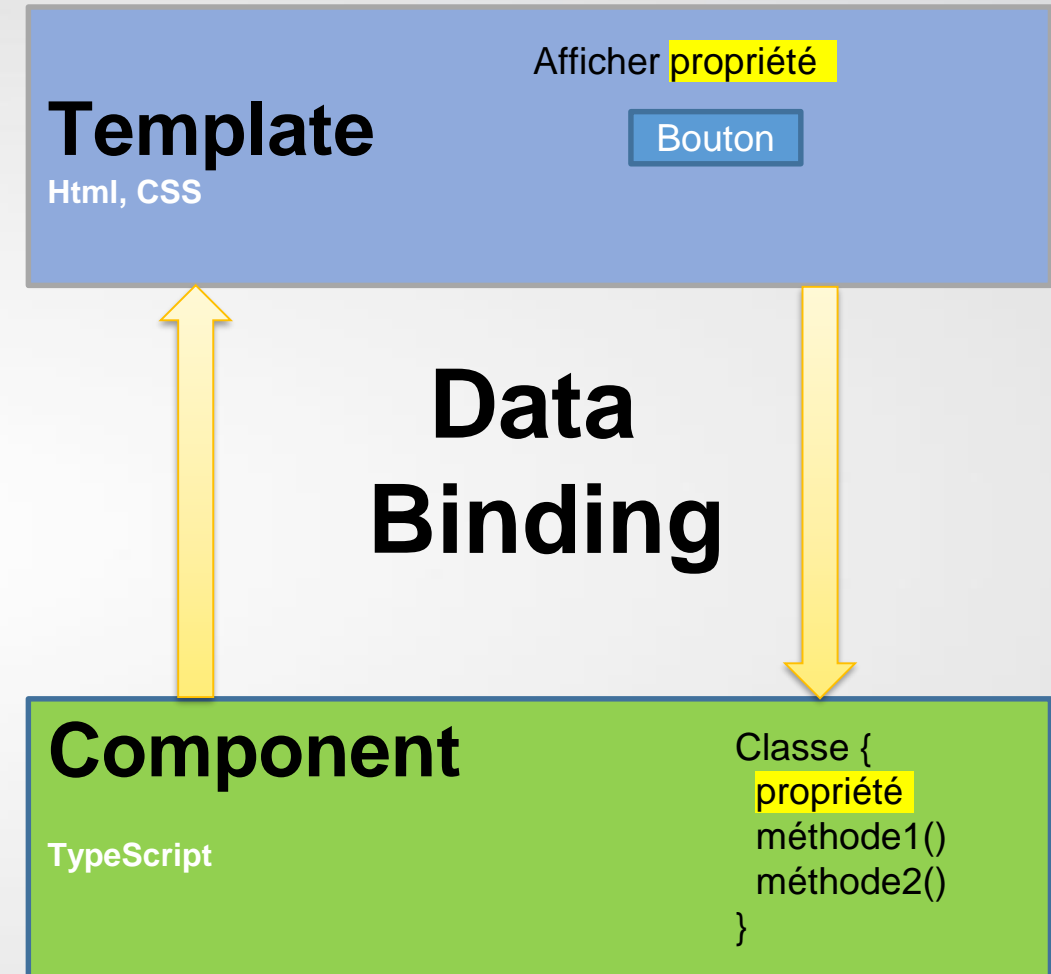 Afficher propriété
Template
Bouton
Html, CSS
Data
Binding
Component
TypeScript
Classe {
propriété
méthode1()
méthode2()
}